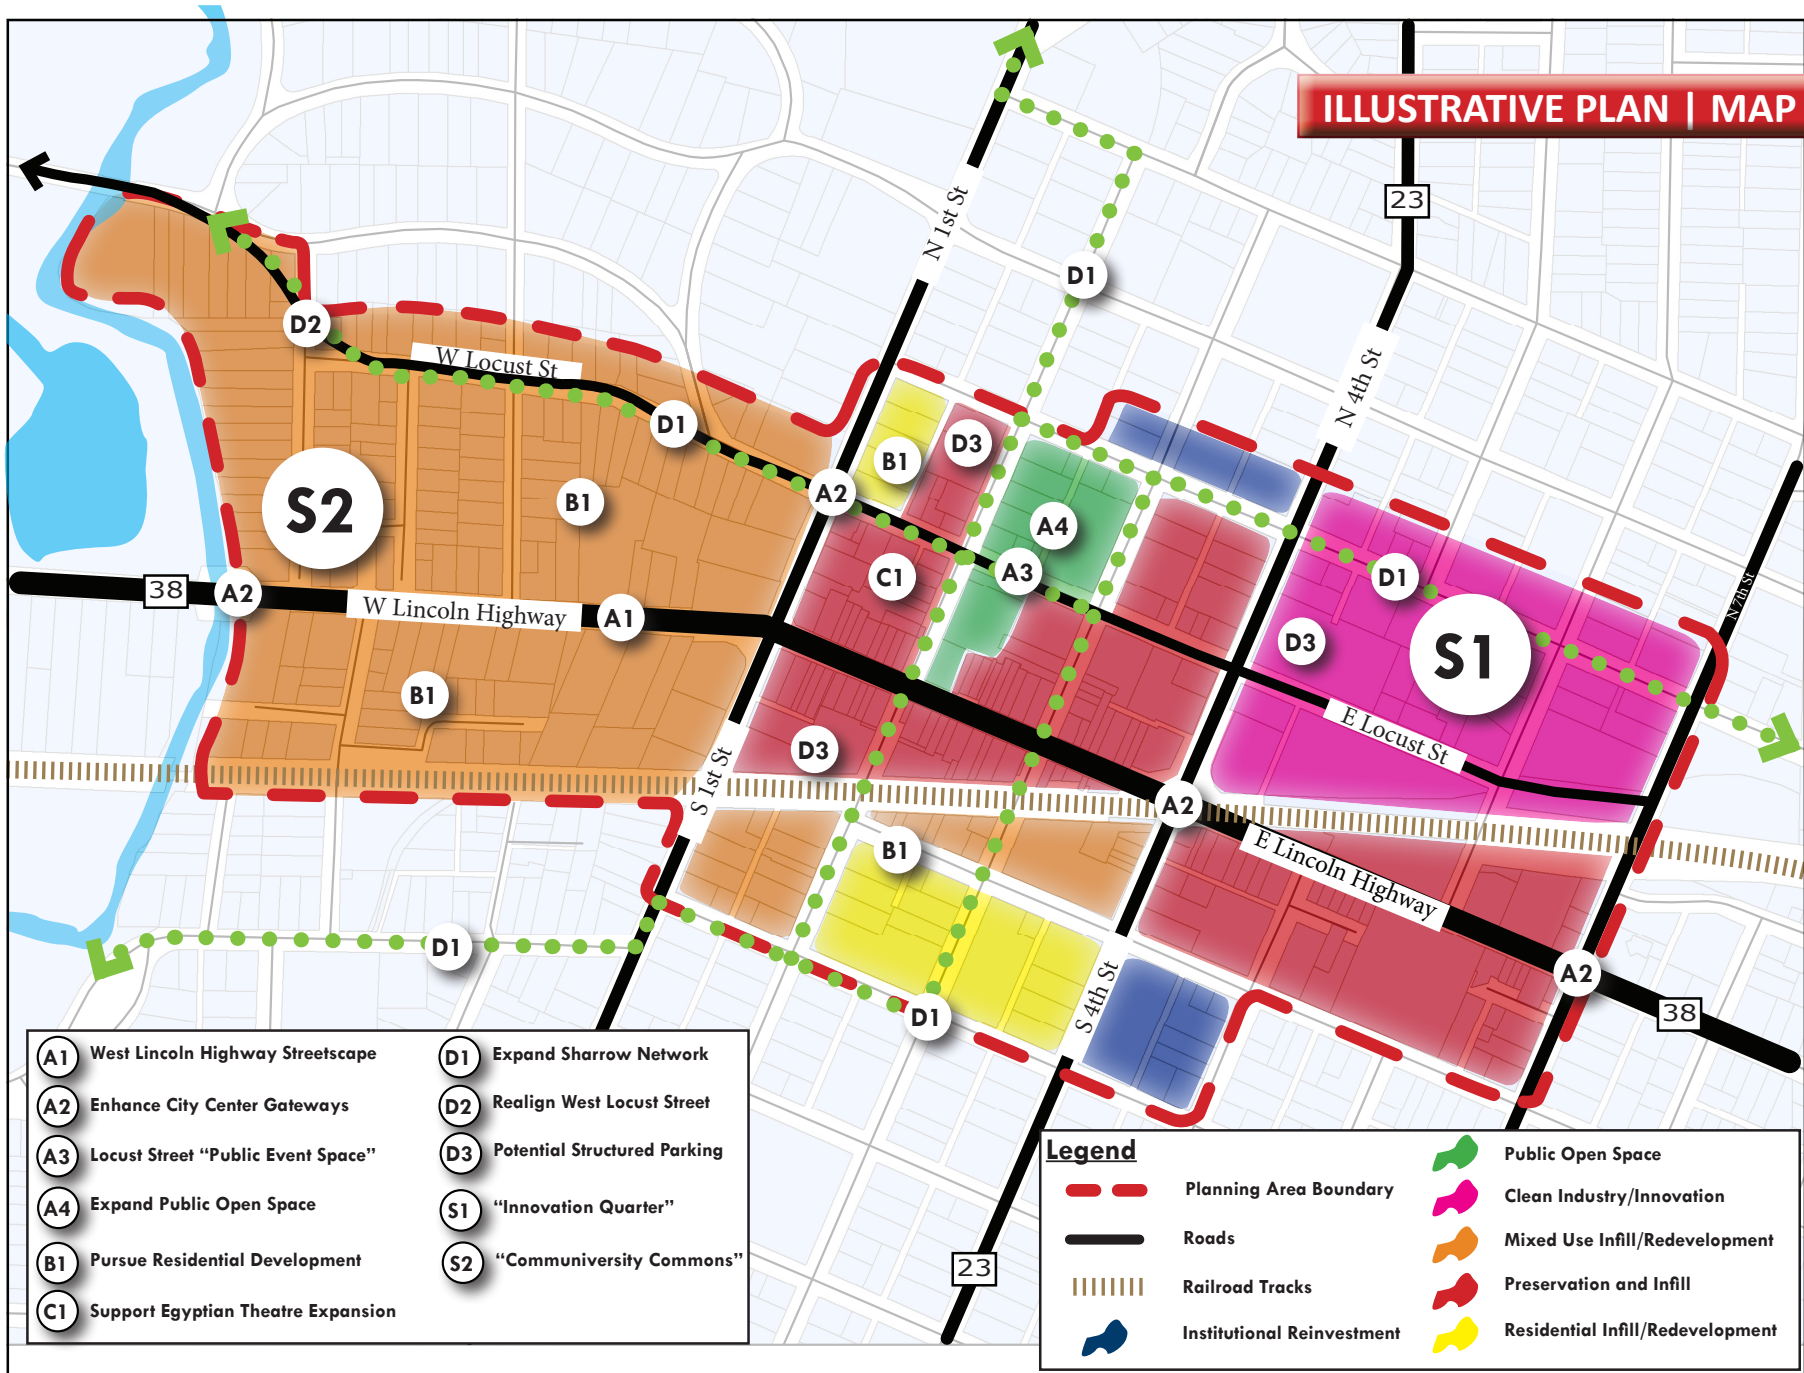 ILLUSTRATIVE PLAN | MAP
23
N 1st St
D1
D2
W Locust St
N 4th St
D1
D3
B1
A2
S2
B1
A4
C1
A3
D1
N 7th St
38
A2
W Lincoln Highway
A1
D3
S1
B1
E Locust St
D3
S 1st St
A2
B1
E Lincoln Highway
D1
A2
S 4th St
D1
38
23
A1 West Lincoln Highway Streetscape
A2 Enhance City Center Gateways
A3 Locust Street “Public Event Space”
A4 Expand Public Open Space
B1 Pursue Residential Development
C1 Support Egyptian Theatre Expansion
D1 Expand Sharrow Network
D2 Realign West Locust Street
D3 Potential Structured Parking
S1 “Innovation Quarter”
S2 “Communiversity Commons”
Legend
Planning Area Boundary
Roads
Railroad Tracks
Institutional Reinvestment
Public Open Space
Clean Industry/Innovation
Mixed Use Infill/Redevelopment
Preservation and Infill
Residential Infill/Redevelopment